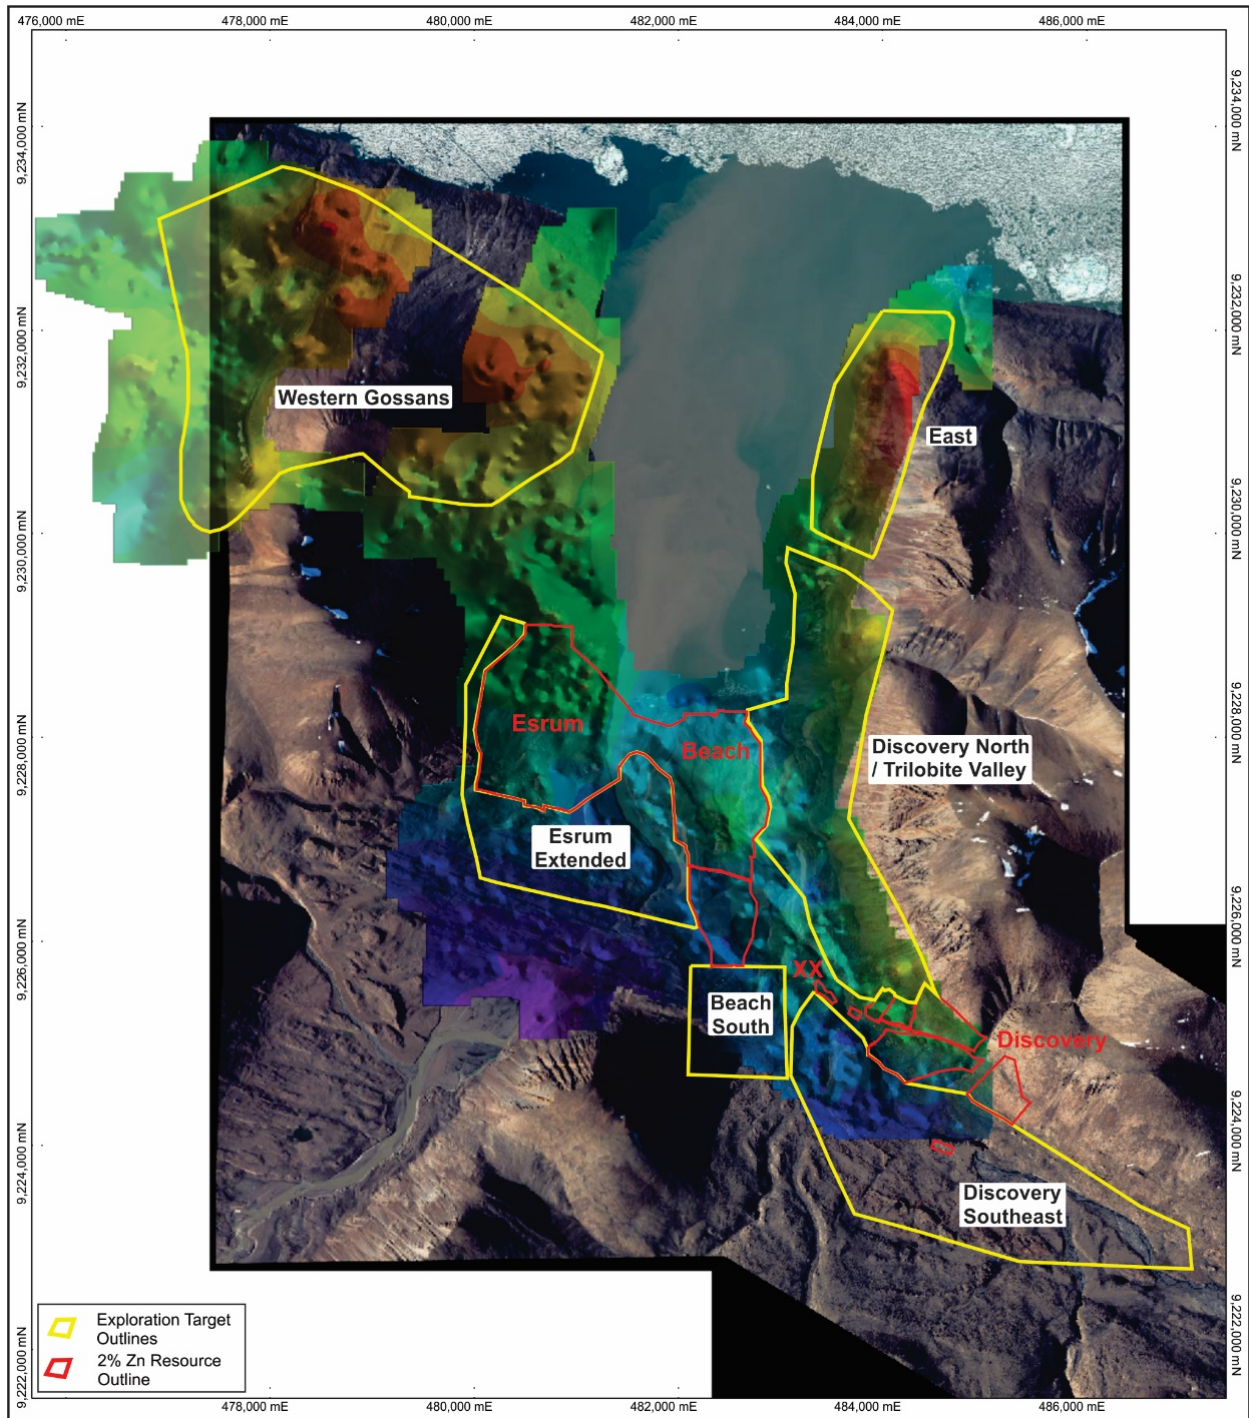 476,000 mE
478,000 mE
480,000 mE
482,000 mE
484,000 mE
486,000 mE
9,234,000 mN
9,234,000 mN
9,232,000 mN
9,232,000 mN
Western Gossans
East
9,230,000 mN
9,230,000 mN
Esrum
Beach
Discovery North
/ Trilobite Valley
9,228,000 mN
9,228,000 mN
Esrum
Extended
9,226,000 mN
9,226,000 mN
XX
Beach
South
Discovery
9,224,000 mN
9,224,000 mN
Discovery
Southeast
Exploration Target
Outlines
2% Zn Resource
Outline
9,222,000 mN
9,222,000 mN
478,000 mE
480,000 mE
482,000 mE
484,000 mE
486,000 mE